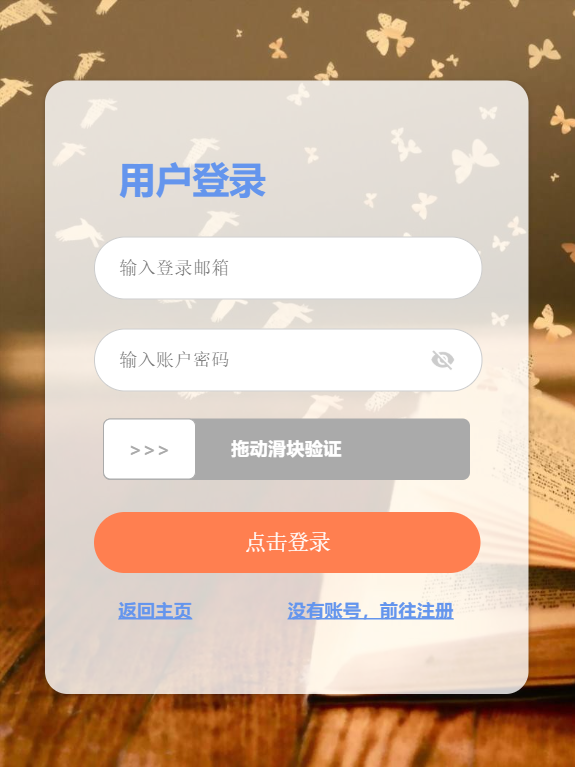 用户登录
输入登录邮箱
输入账户密码
>>> 拖动滑块验证
点击登录
返回主页 没有账号，前往注册